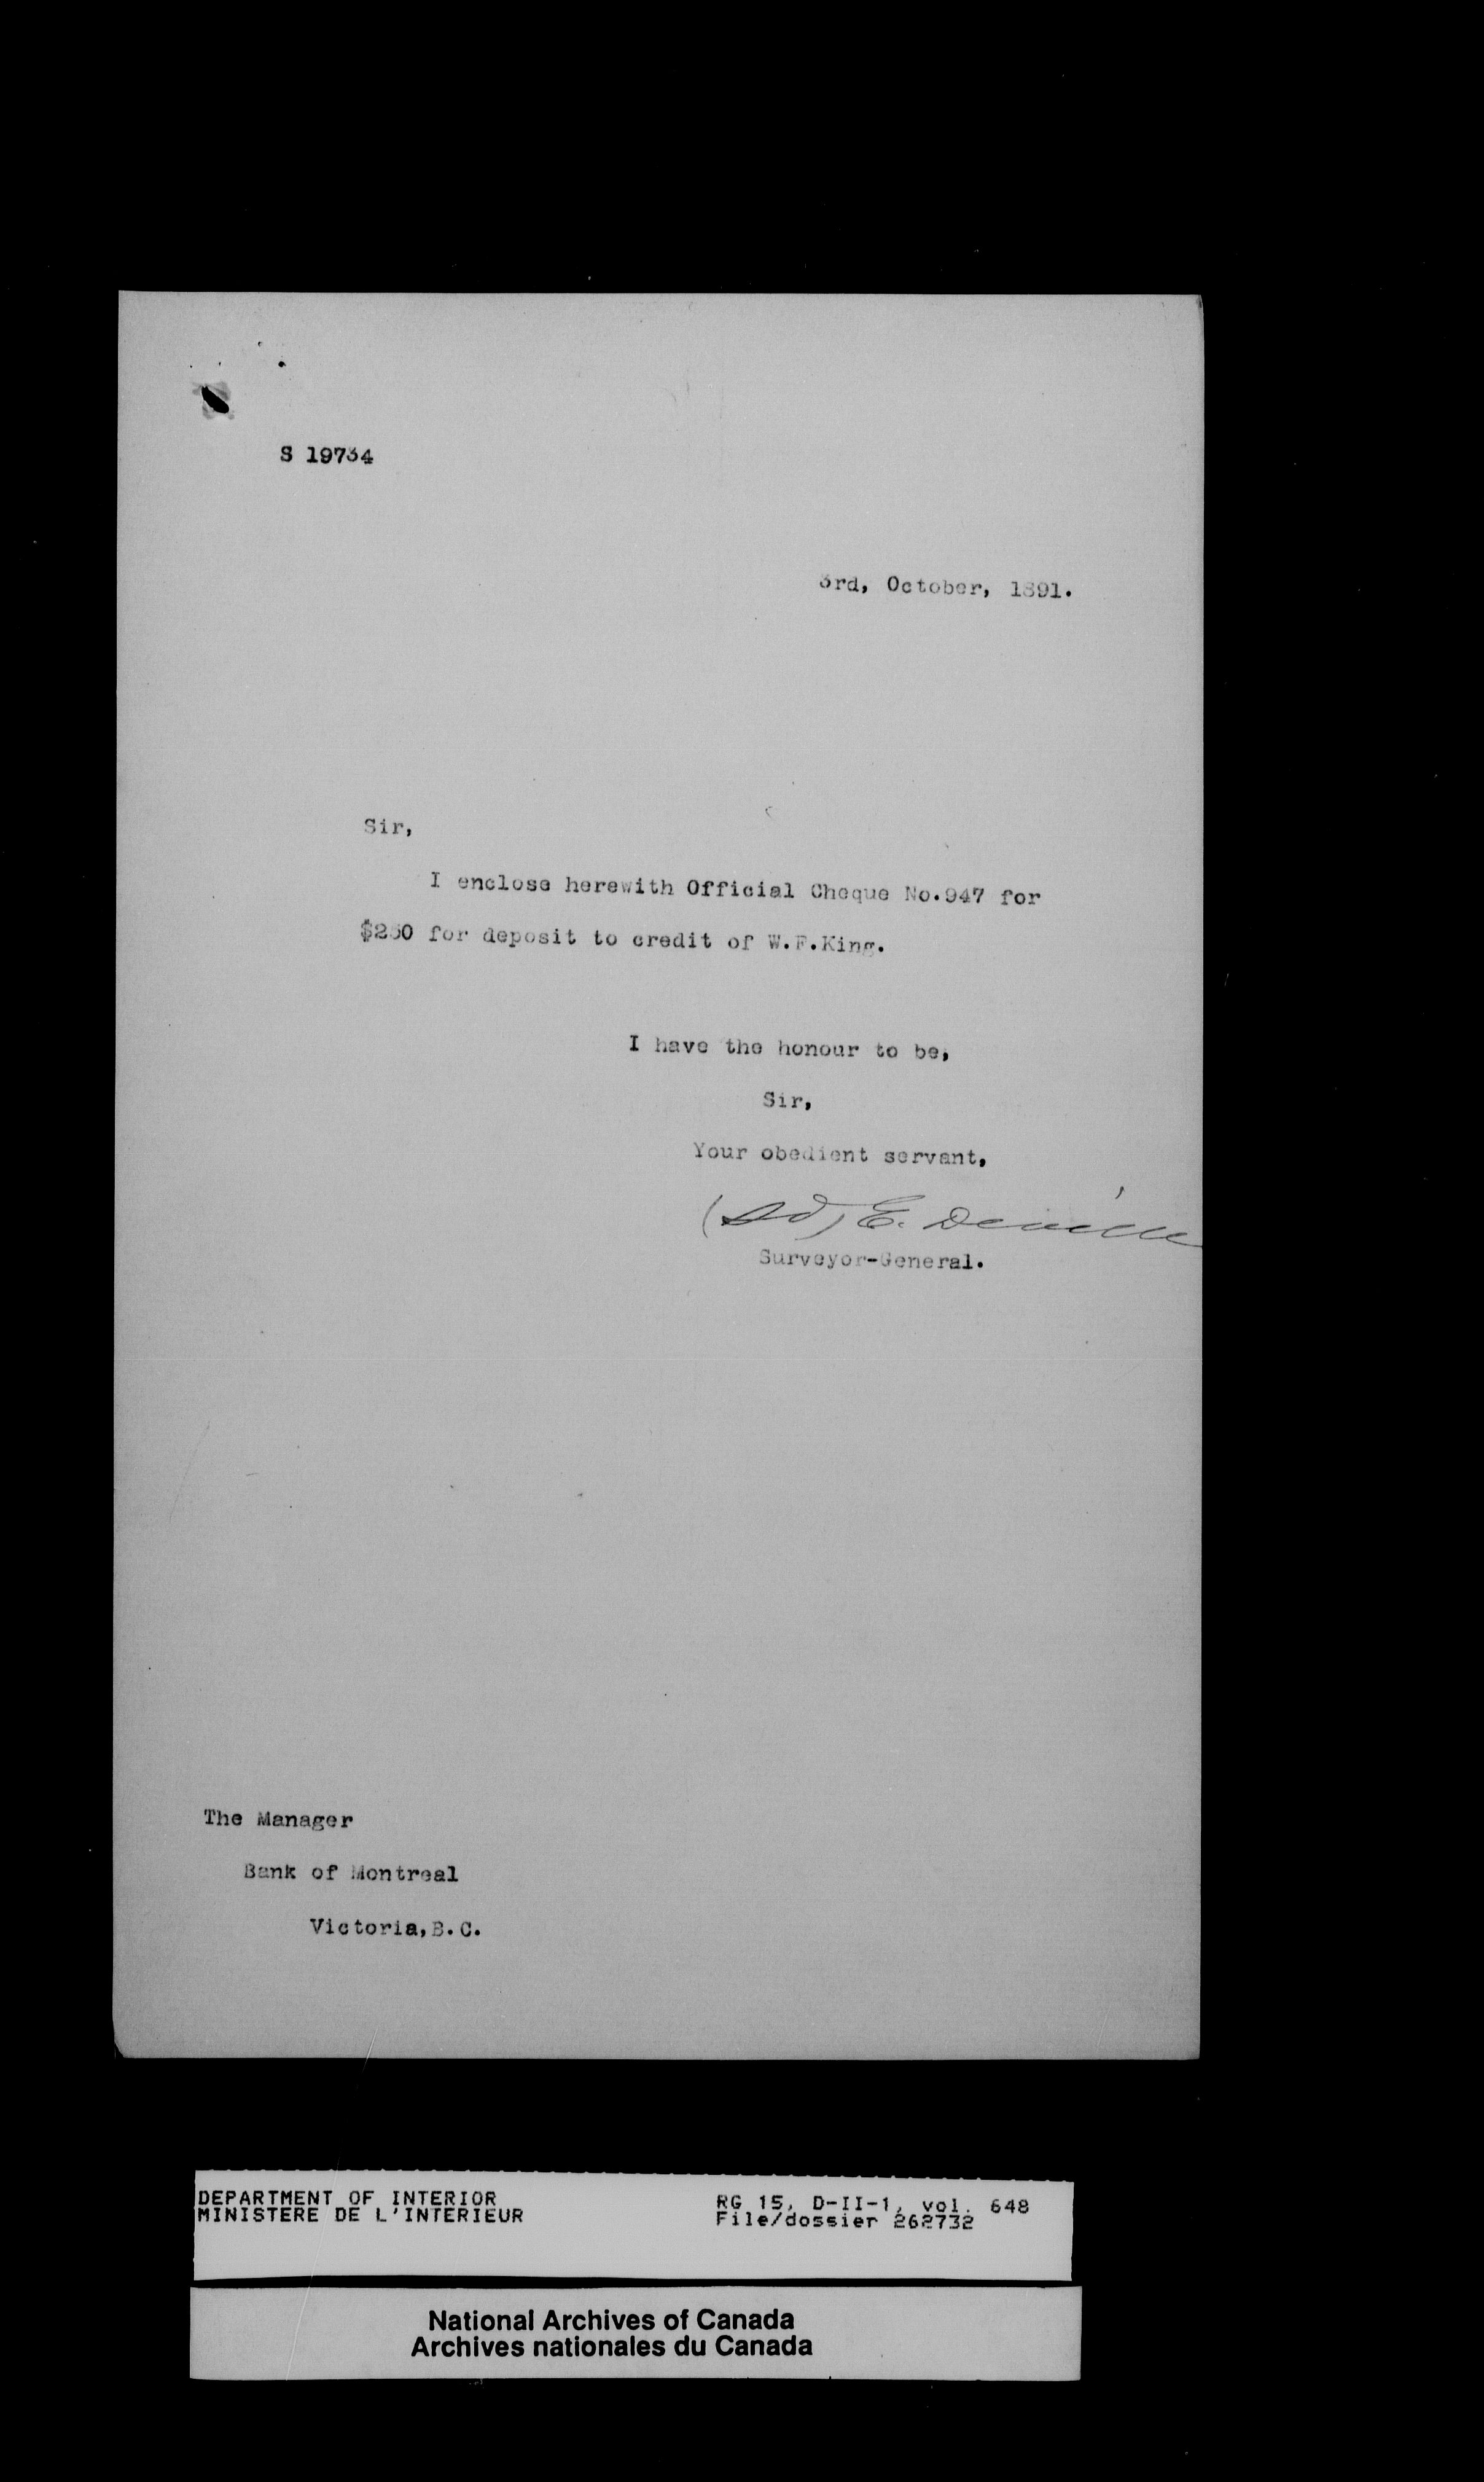 S 19734
3rd, October, 1891.
Sir,
I enclose herewith Official Cheque No.947 for
for deposit to credit of W.F.King.
I have the honour to be,
Sir,
Your obedient servant,
(Sd) E. Deville
Surveyor-General.
The Manager
Bank of Montreal
Victoria,B.C.
DEPARTMENT OF INTERIOR
MINISTERE DE L'INTERIEUR
RG 15, D-II-1, vol. 648
File/dossier 262732
National Archives of Canada
Archives nationales du Canada